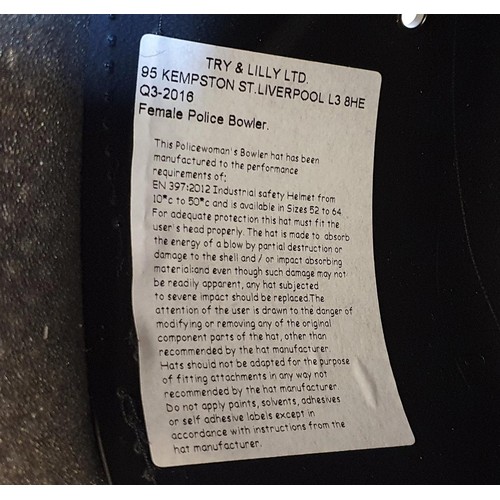 TRY & LILLY LTD.
95 KEMPSTON ST.LIVERPOOL L3 8HE
Q3-2016
Female Police Bowler.
This Policewoman's Bowler hat has been
manufactured to the performance
requirements of;
EN 397:2012 Industrial safety Helmet from
10°c to 50°c and is available in Sizes 52 to 64.
For adequate protection this hat must fit the
user's head properly. The hat is made to absorb
the energy of a blow by partial destruction or
damage to the shell and / or impact absorbing
material:and even though such damage may not
be readily apparent, any hat subjected
to severe impact should be replaced.The
attention of the user is drawn to the danger of
modifying or removing any of the original
component parts of the hat, other than
recommended by the hat manufacturer.
Hats should not be adapted for the purpose
of fitting attachments in any way not
recommended by the hat manufacturer.
Do not apply paints, solvents, adhesives
or self adhesive labels except in
accordance with instructions from the
hat manufacturer.